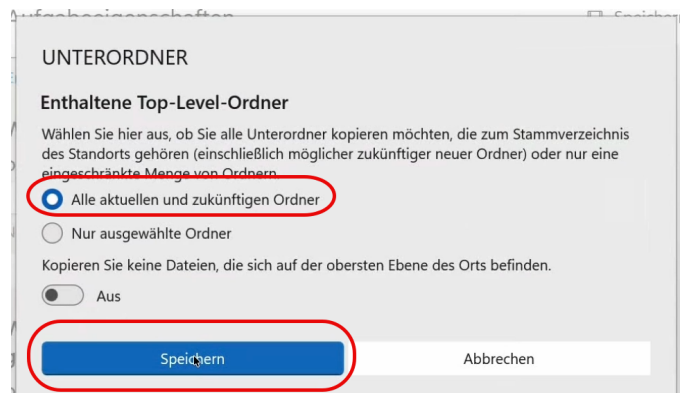 Aufgabeeigenschaften
Speichern
UNTERORDNER
Enthaltene Top-Level-Ordner
Wählen Sie hier aus, ob Sie alle Unterordner kopieren möchten, die zum Stammverzeichnis
des Standorts gehören (einschließlich möglicher zukünftiger neuer Ordner) oder nur eine
eingeschränkte Menge von Ordnern
Alle aktuellen und zukünftigen Ordner
Nur ausgewählte Ordner
Kopieren Sie keine Dateien, die sich auf der obersten Ebene des Orts befinden.
Aus
Speichern
Abbrechen